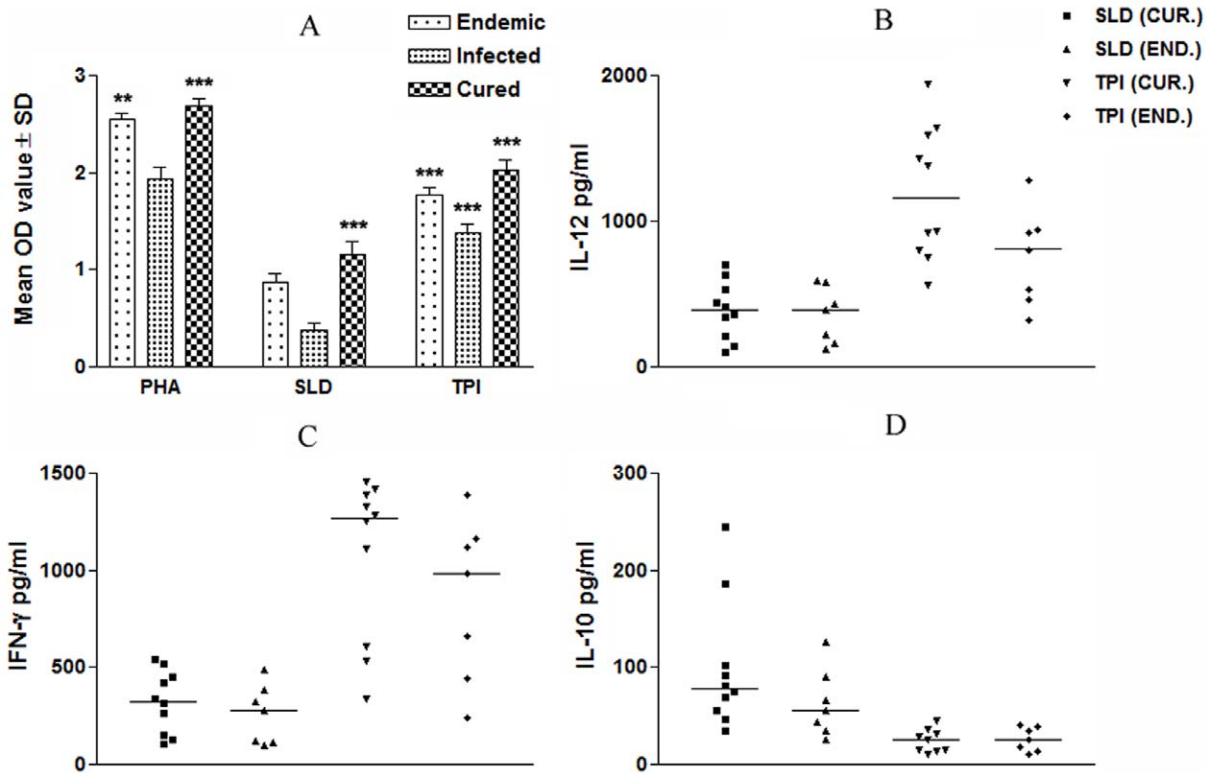 A
Endemic
Infected
Cured
Mean OD value ± SD
3
2
1
0
**
***
***
***
***
***
PHA
SLD
TPI
B
SLD (CUR.)
SLD (END.)
TPI (CUR.)
TPI (END.)
IL-12 pg/ml
2000
1000
0
C
IFN-γ pg/ml
1500
1000
500
0
D
IL-10 pg/ml
300
200
100
0